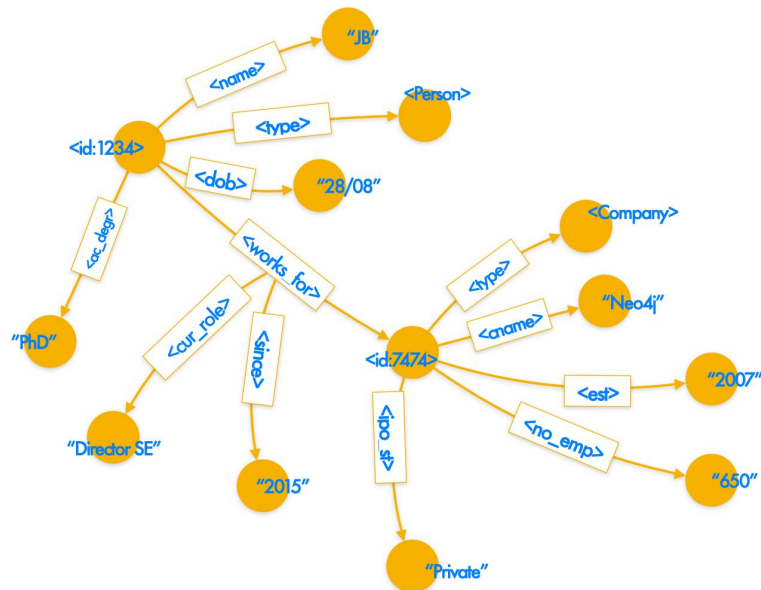 "JB"
<name>
<Person>
<type>
<id:1234>
<dob>
"28/08"
<ac_degr>
<works_for>
<Company>
<type>
"Neo4j"
<cname>
<cur_role>
<since>
"PhD"
<id:7474>
"2007"
<est>
<ipo_st>
<no_emp>
"Director SE"
"2015"
"650"
"Private"